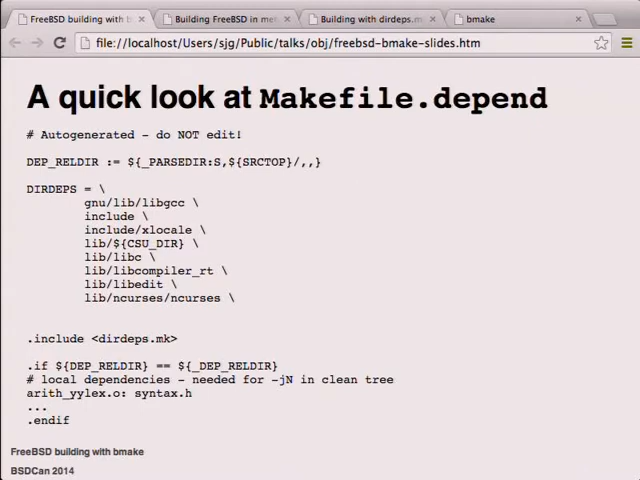 FreeBSD building with b
Building FreeBSD in met
Building with dirdeps.m
bmake
file://localhost/Users/sjg/Public/talks/obj/freebsd-bmake-slides.htm
A quick look at Makefile.depend
# Autogenerated - do NOT edit!
DEP_RELDIR := ${_PARSEDIR:S,${SRCTOP}/,,}
DIRDEPS = \
gnu/lib/libgcc \
include \
include/xlocale \
lib/${CSU_DIR} \
lib/libc \
lib/libcompiler_rt \
lib/libedit \
lib/ncurses/ncurses \
.include <dirdeps.mk>
.if ${DEP_RELDIR} == ${_DEP_RELDIR}
# local dependencies - needed for -jN in clean tree
arith_yylex.o: syntax.h
...
.endif
FreeBSD building with bmake
BSDCan 2014